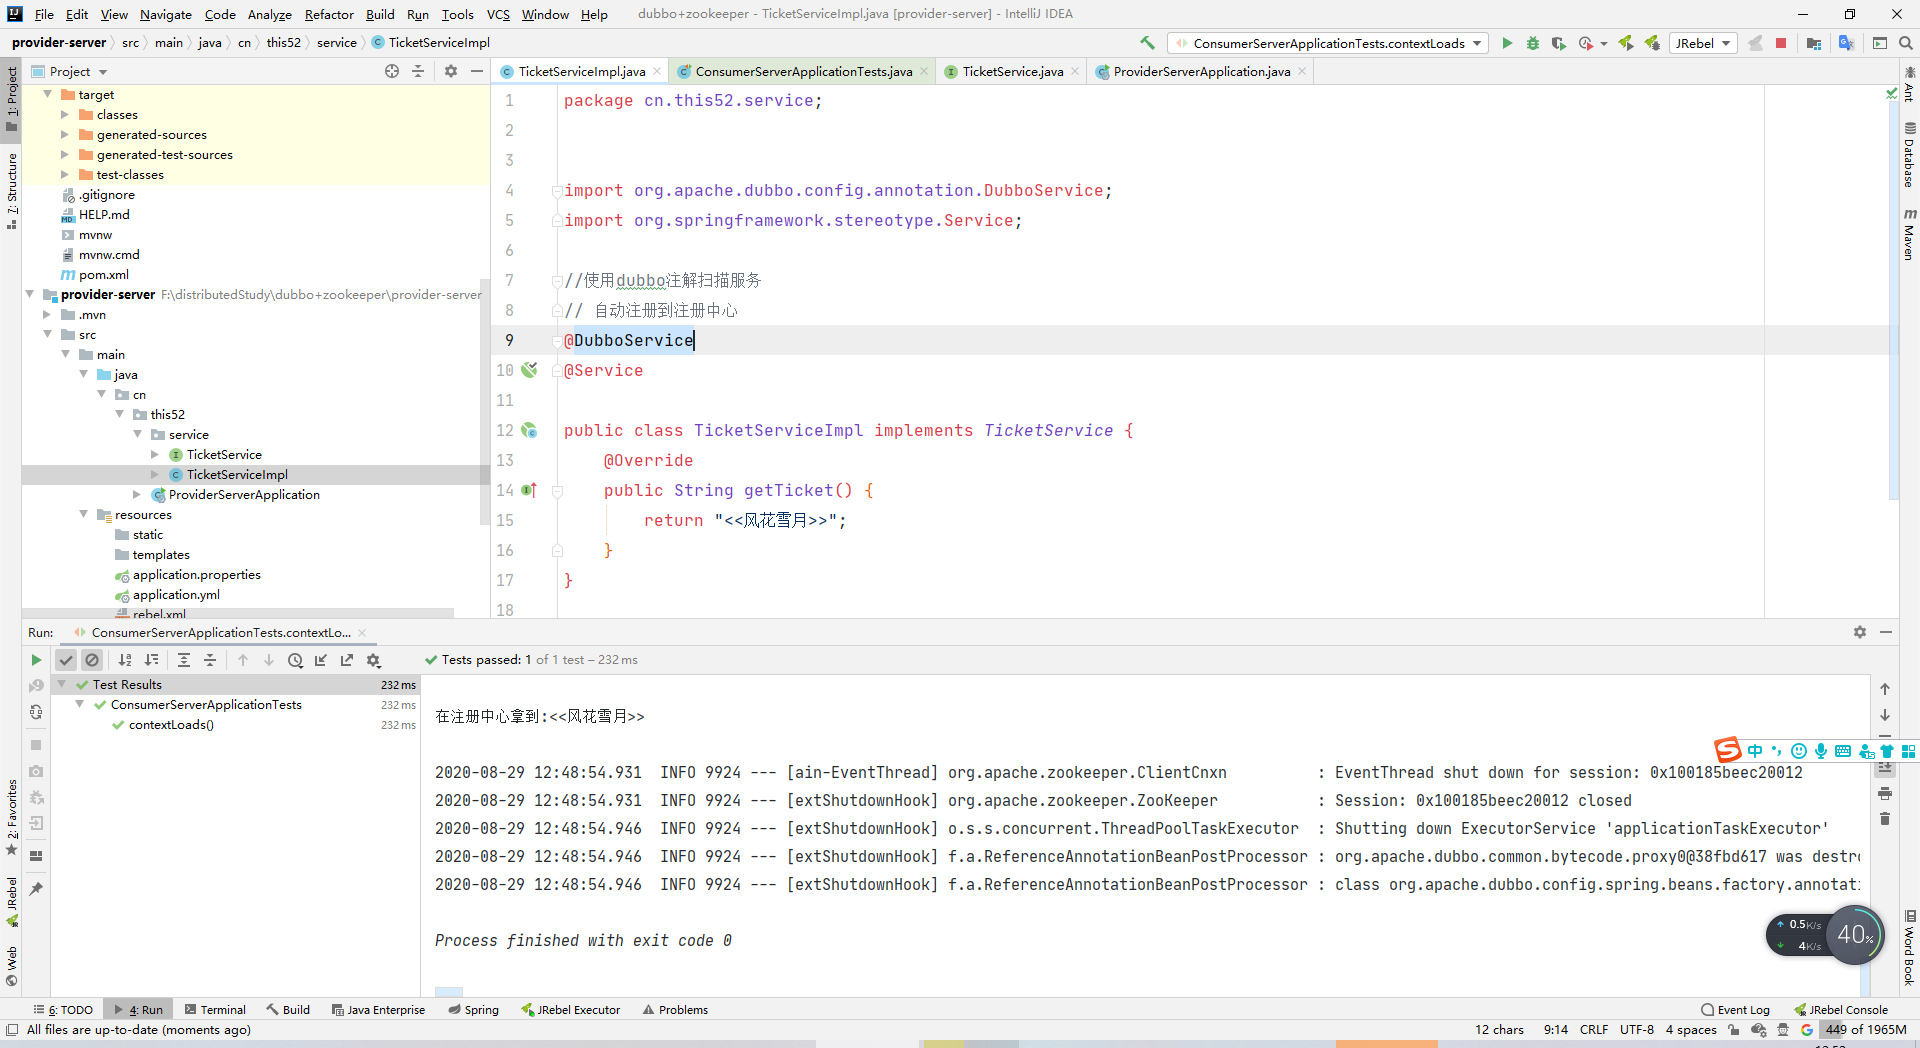 File Edit View Navigate Code Analyze Refactor Build Run Tools VCS Window Help dubbo+zookeeper - TicketServiceImpl.java [provider-server] - IntelliJ IDEA
provider-server src main java cn this52 service TicketServiceImpl ConsumerServerApplicationTests.contextLoads JRebel
Project TicketServiceImpl.java ConsumerServerApplicationTests.java TicketService.java ProviderServerApplication.java
1: Project
7: Structure
2: Favorites
JRebel
Web
target
classes
generated-sources
generated-test-sources
test-classes
.gitignore
HELP.md
mvnw
mvnw.cmd
pom.xml
provider-server F:\distributedStudy\dubbo+zookeeper\provider-server
.mvn
src
main
java
cn
this52
service
TicketService
TicketServiceImpl
ProviderServerApplication
resources
static
templates
application.properties
application.yml
rebel.xml
1 package cn.this52.service;
2
3
4 import org.apache.dubbo.config.annotation.DubboService;
5 import org.springframework.stereotype.Service;
6
7 //使用dubbo注解扫描服务
8 // 自动注册到注册中心
9 @DubboService
10 @Service
11
12 public class TicketServiceImpl implements TicketService {
13 @Override
14 public String getTicket() {
15 return "<<风花雪月>>";
16 }
17 }
18
Ant
Database
Maven
Word Book
Run: ConsumerServerApplicationTests.contextLo...
Tests passed: 1 of 1 test – 232 ms
Test Results 232 ms
ConsumerServerApplicationTests 232 ms
contextLoads() 232 ms
在注册中心拿到:<<风花雪月>>
2020-08-29 12:48:54.931 INFO 9924 --- [ain-EventThread] org.apache.zookeeper.ClientCnxn : EventThread shut down for session: 0x100185beec20012
2020-08-29 12:48:54.931 INFO 9924 --- [extShutdownHook] org.apache.zookeeper.ZooKeeper : Session: 0x100185beec20012 closed
2020-08-29 12:48:54.946 INFO 9924 --- [extShutdownHook] o.s.s.concurrent.ThreadPoolTaskExecutor : Shutting down ExecutorService 'applicationTaskExecutor'
2020-08-29 12:48:54.946 INFO 9924 --- [extShutdownHook] f.a.ReferenceAnnotationBeanPostProcessor : org.apache.dubbo.common.bytecode.proxy0@38fbd617 was destro
2020-08-29 12:48:54.946 INFO 9924 --- [extShutdownHook] f.a.ReferenceAnnotationBeanPostProcessor : class org.apache.dubbo.config.spring.beans.factory.annotati
Process finished with exit code 0
中
0.5K/s
4K/s
40%
6: TODO 4: Run Terminal Build Java Enterprise Spring JRebel Executor Problems Event Log JRebel Console
All files are up-to-date (moments ago) 12 chars 9:14 CRLF UTF-8 4 spaces 449 of 1965M